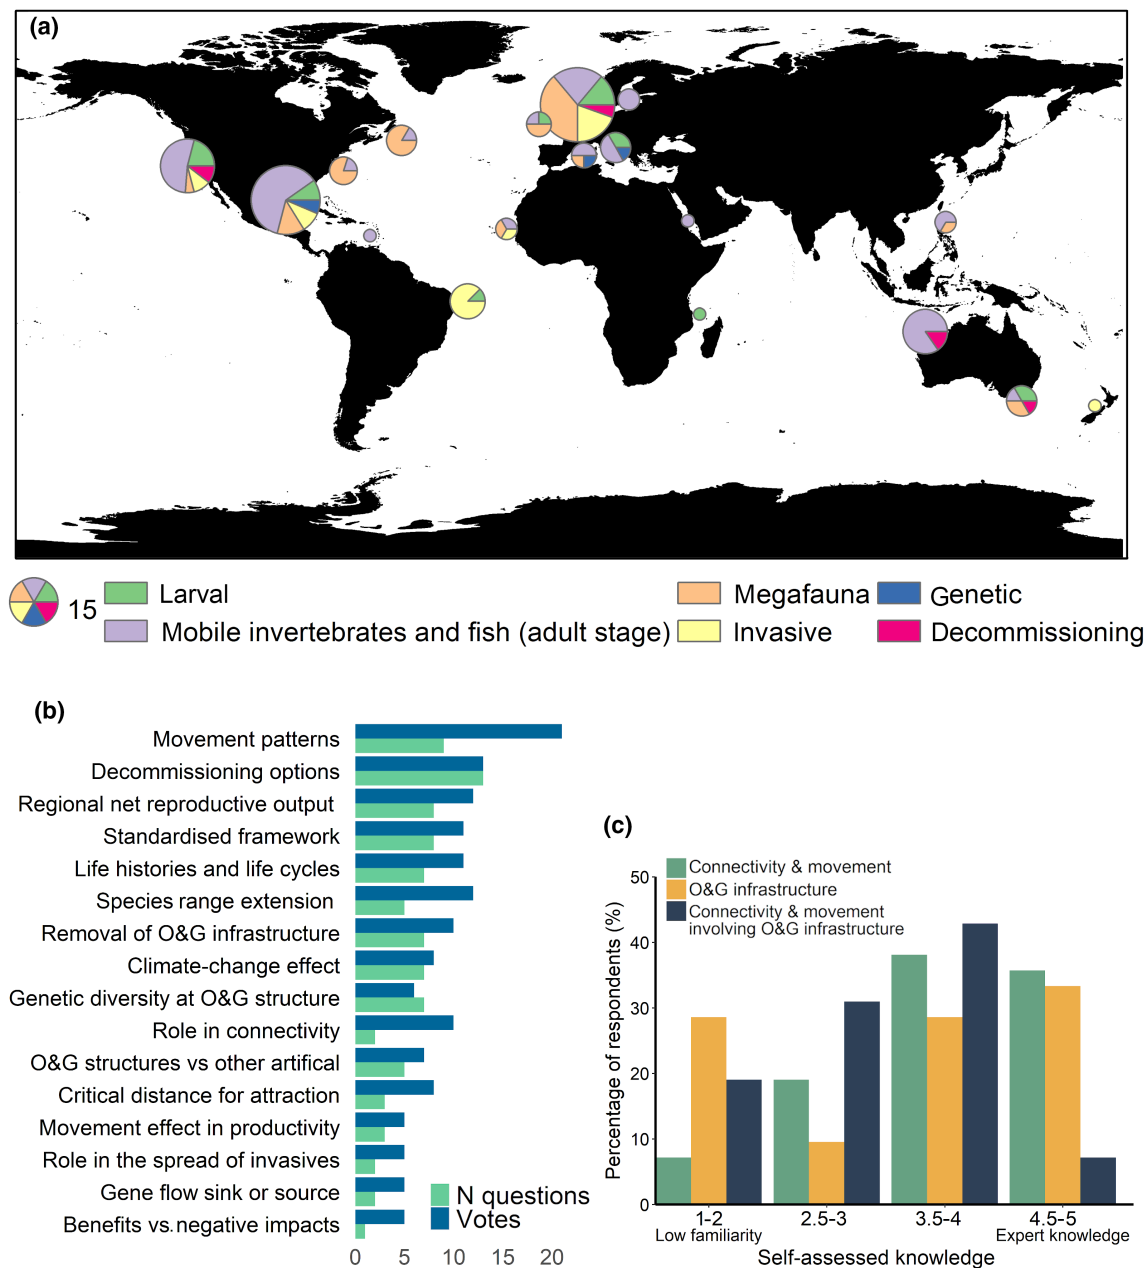 (a)
15
Larval
Mobile invertebrates and fish (adult stage)
Megafauna
Invasive
Genetic
Decommissioning
(b)
Movement patterns
Decommissioning options
Regional net reproductive output
Standardised framework
Life histories and life cycles
Species range extension
Removal of O&G infrastructure
Climate-change effect
Genetic diversity at O&G structure
Role in connectivity
O&G structures vs other artifical
Critical distance for attraction
Movement effect in productivity
Role in the spread of invasives
Gene flow sink or source
Benefits vs.negative impacts
N questions
Votes
0 5 10 15 20
(c)
Connectivity & movement
O&G infrastructure
Connectivity & movement
involving O&G infrastructure
Percentage of respondents (%)
50
40
30
20
10
0
1-2 2.5-3 3.5-4 4.5-5
Low familiarity Expert knowledge
Self-assessed knowledge